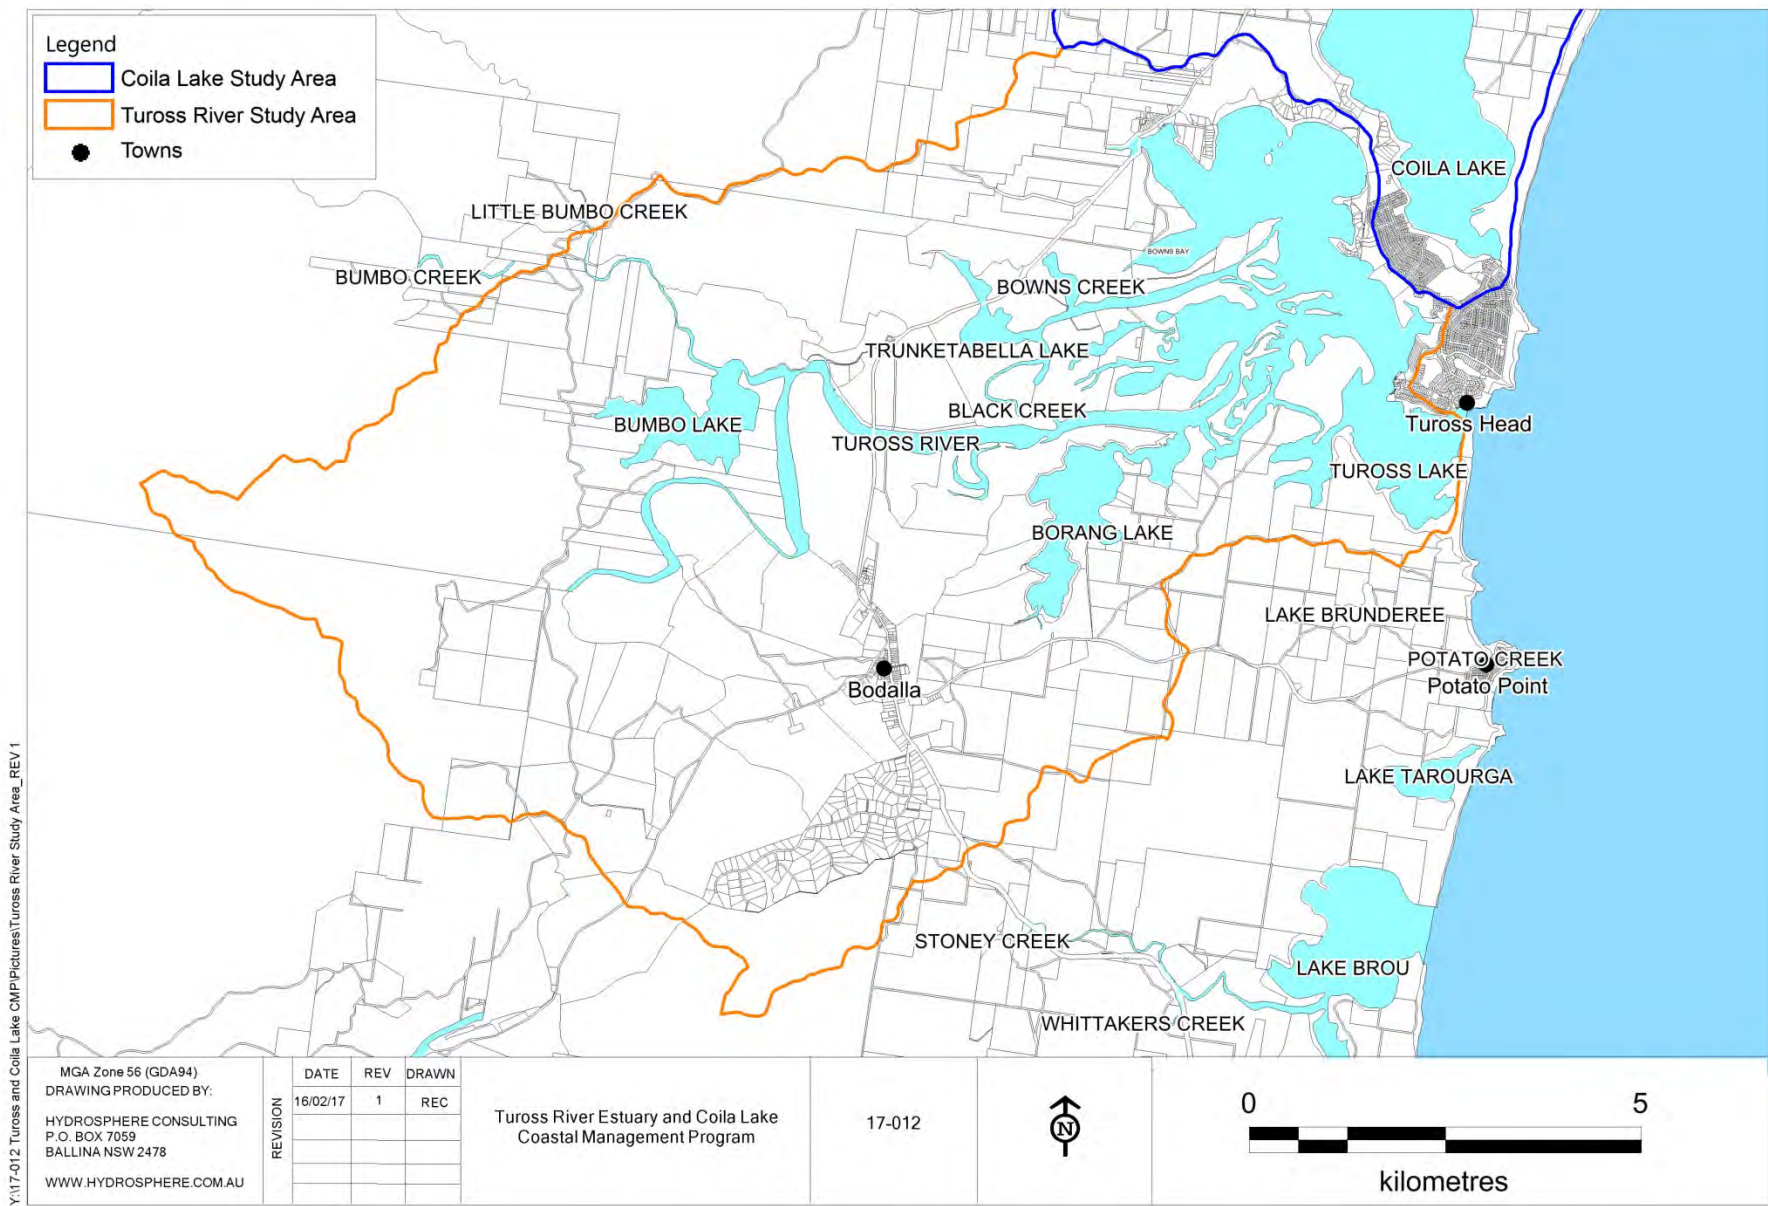 Legend
Coila Lake Study Area
Tuross River Study Area
Towns
COILA LAKE
LITTLE BUMBO CREEK
BOWNS BAY
BUMBO CREEK
BOWNS CREEK
TRUNKETABELLA LAKE
BLACK CREEK
BUMBO LAKE
TUROSS RIVER
Tuross Head
TUROSS LAKE
BORANG LAKE
LAKE BRUNDEREE
POTATO CREEK
Potato Point
Bodalla
LAKE TAROURGA
STONEY CREEK
LAKE BROU
WHITTAKERS CREEK
Y:\17-012 Tuross and Coila Lake CMP\Pictures\Tuross River Study Area_REV 1
MGA Zone 56 (GDA94)
DRAWING PRODUCED BY:
HYDROSPHERE CONSULTING
P.O. BOX 7059
BALLINA NSW 2478
WWW.HYDROSPHERE.COM.AU
REVISION
DATE REV DRAWN
16/02/17 1 REC
Tuross River Estuary and Coila Lake
Coastal Management Program
17-012
N
0 5
kilometres